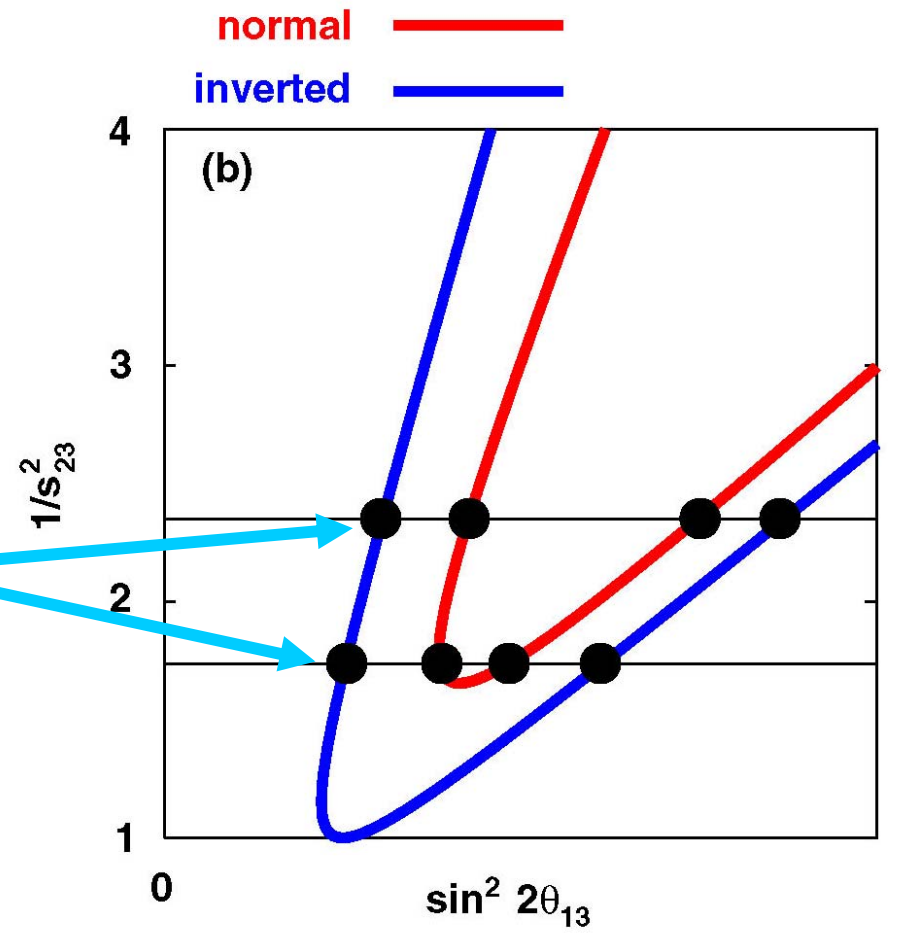 normal
inverted
4
(b)
3
1/s²₂₃
2
1
0
sin² 2θ₁₃